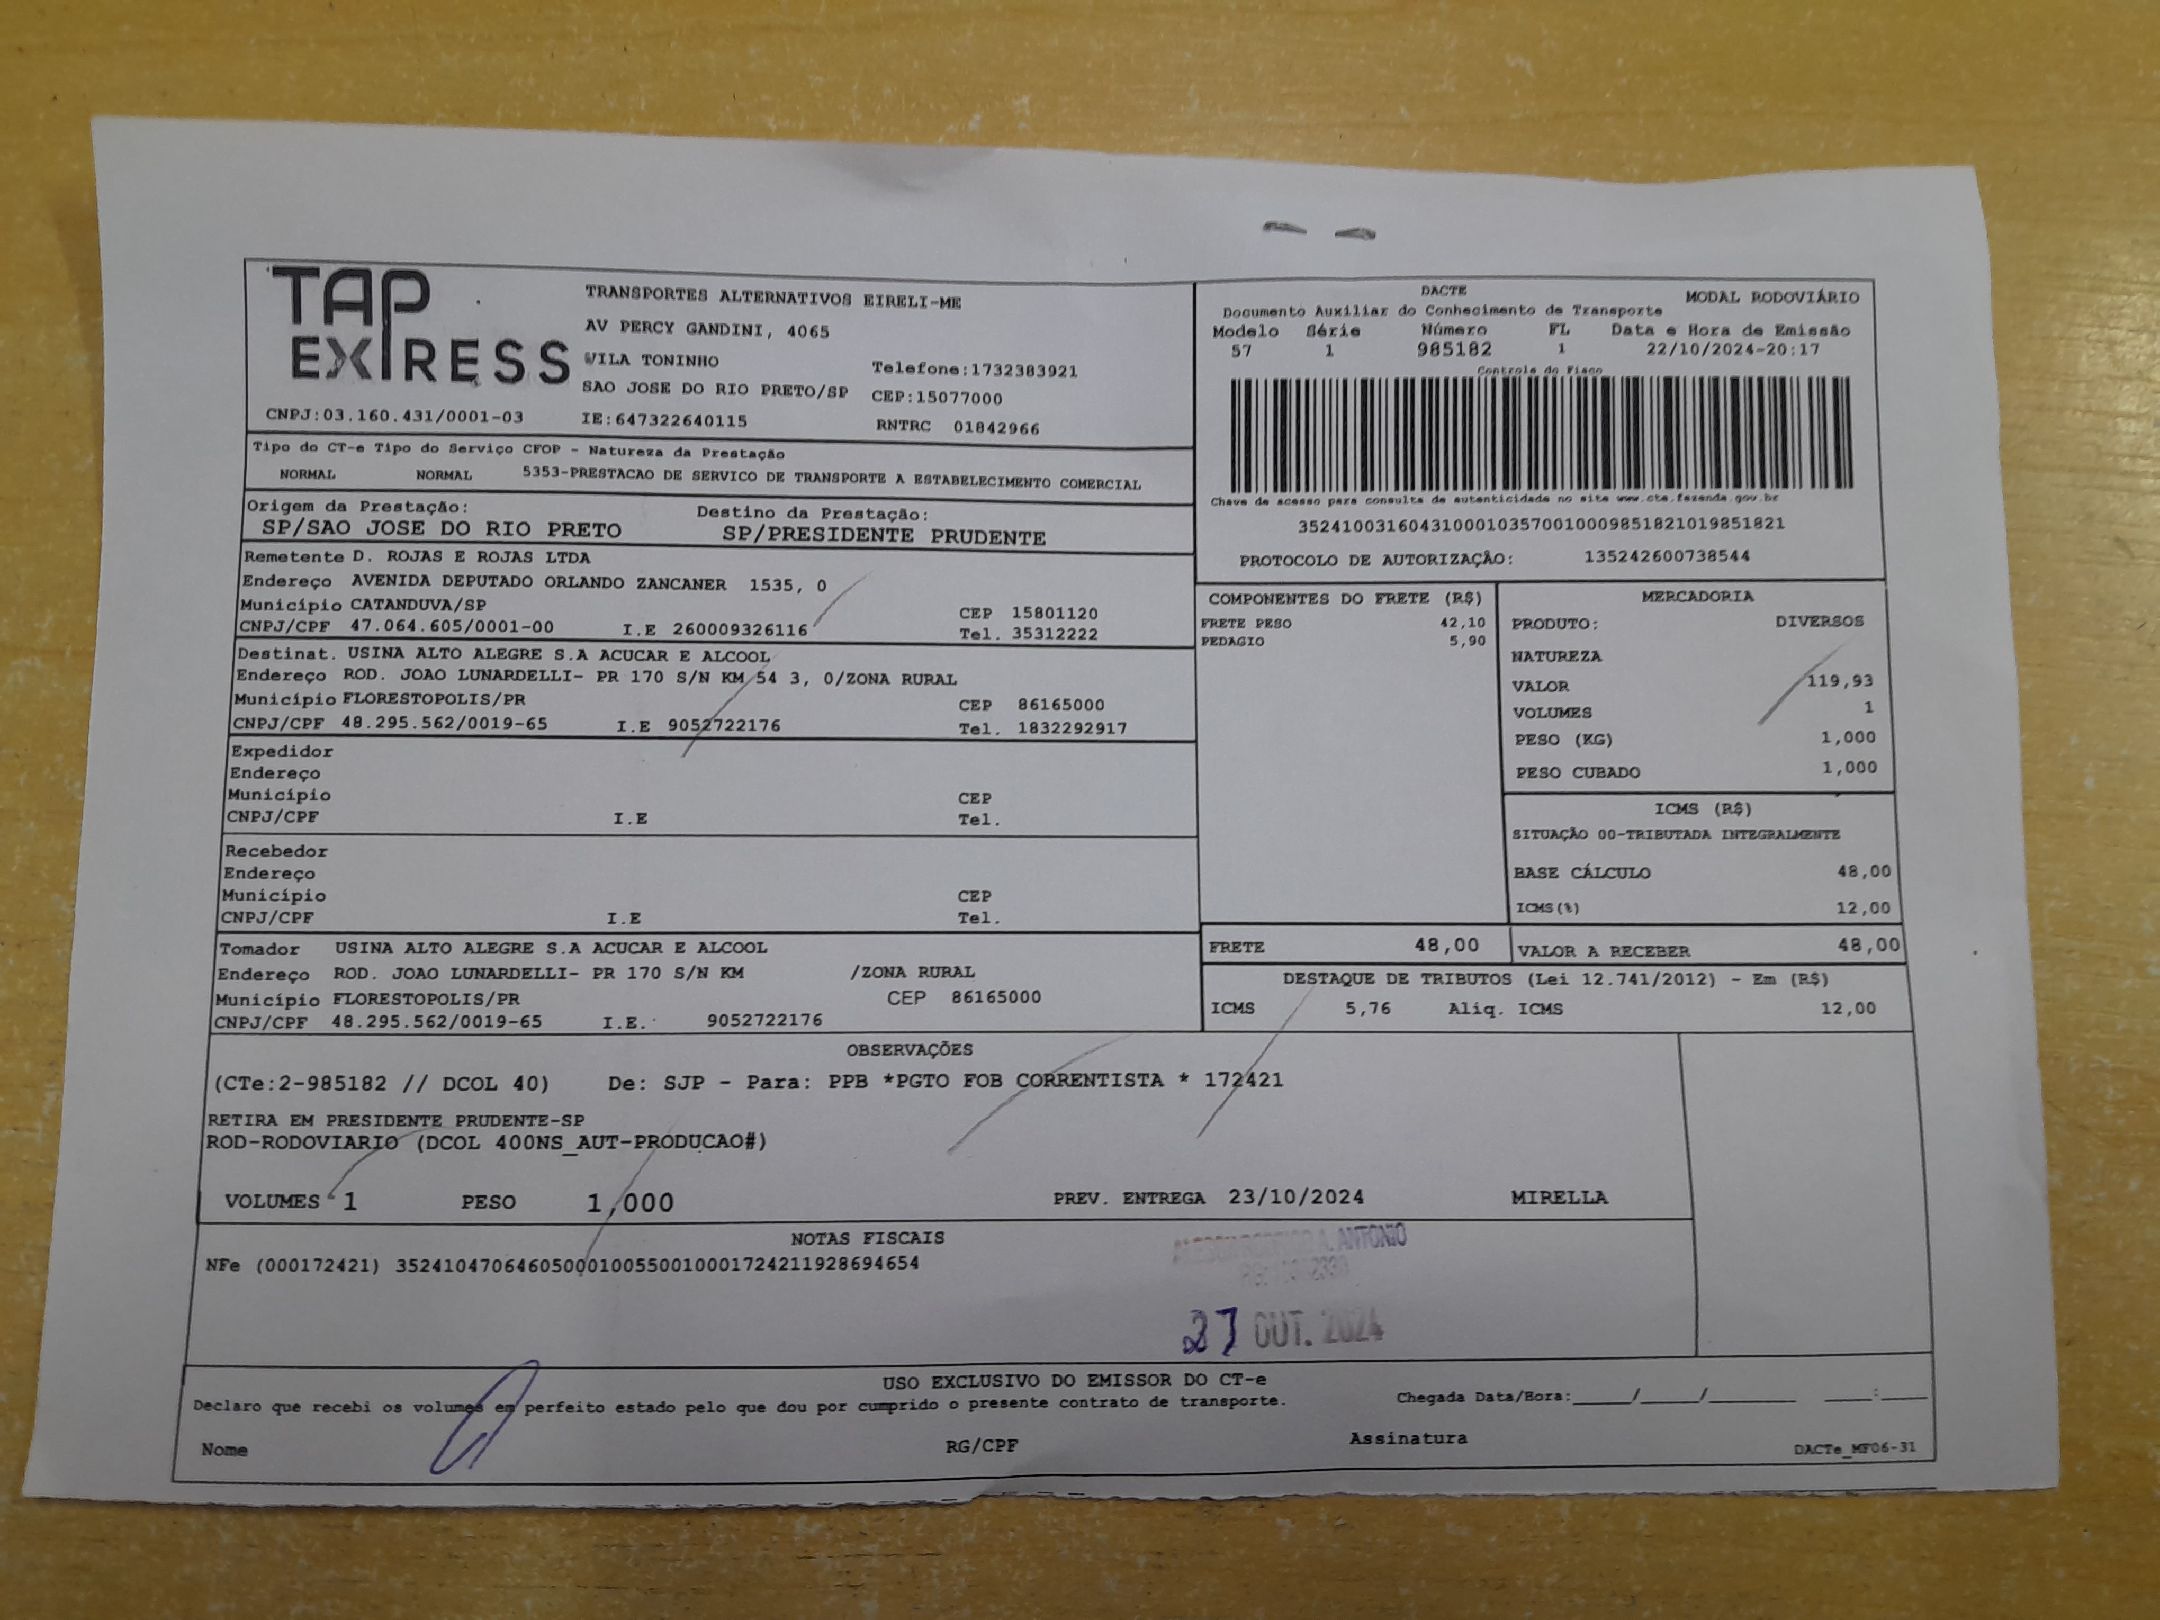 TAP EXPRESS
TRANSPORTES ALTERNATIVOS EIRELI-ME
AV PERCY GANDINI, 4065
VILA TONINHO
Telefone:1732383921
SAO JOSE DO RIO PRETO/SP CEP:15077000
CNPJ:03.160.431/0001-03 IE:647322640115 RNTRC 01842966
Tipo do CT-e Tipo do Serviço CFOP - Natureza da Prestação
NORMAL NORMAL 5353-PRESTACAO DE SERVICO DE TRANSPORTE A ESTABELECIMENTO COMERCIAL
Origem da Prestação: Destino da Prestação:
SP/SAO JOSE DO RIO PRETO SP/PRESIDENTE PRUDENTE
DACTE MODAL RODOVIÁRIO
Documento Auxiliar do Conhecimento de Transporte
Modelo Série Número FL Data e Hora de Emissão
57 1 985182 1 22/10/2024-20:17
Controle do Fisco
Chave de acesso para consulta de autenticidade no site www.cte.fazenda.gov.br
35241003160431000103570010009851821019851821
PROTOCOLO DE AUTORIZAÇÃO: 135242600738544
Remetente D. ROJAS E ROJAS LTDA
Endereço AVENIDA DEPUTADO ORLANDO ZANCANER 1535, 0
Município CATANDUVA/SP CEP 15801120
CNPJ/CPF 47.064.605/0001-00 I.E 260009326116 Tel. 35312222
Destinat. USINA ALTO ALEGRE S.A ACUCAR E ALCOOL
Endereço ROD. JOAO LUNARDELLI- PR 170 S/N KM 54 3, 0/ZONA RURAL
Município FLORESTOPOLIS/PR CEP 86165000
CNPJ/CPF 48.295.562/0019-65 I.E 9052722176 Tel. 1832292917
Expedidor
Endereço
Município CEP
CNPJ/CPF I.E Tel.
Recebedor
Endereço
Município CEP
CNPJ/CPF I.E Tel.
Tomador USINA ALTO ALEGRE S.A ACUCAR E ALCOOL
Endereço ROD. JOAO LUNARDELLI- PR 170 S/N KM /ZONA RURAL
Município FLORESTOPOLIS/PR CEP 86165000
CNPJ/CPF 48.295.562/0019-65 I.E. 9052722176
COMPONENTES DO FRETE (R$)
FRETE PESO 42,10
PEDAGIO 5,90
MERCADORIA
PRODUTO: DIVERSOS
NATUREZA
VALOR 119,93
VOLUMES 1
PESO (KG) 1,000
PESO CUBADO 1,000
ICMS (R$)
SITUAÇÃO 00-TRIBUTADA INTEGRALMENTE
BASE CÁLCULO 48,00
ICMS(%) 12,00
FRETE 48,00 VALOR A RECEBER 48,00
DESTAQUE DE TRIBUTOS (Lei 12.741/2012) - Em (R$)
ICMS 5,76 Aliq. ICMS 12,00
OBSERVAÇÕES
(CTe:2-985182 // DCOL 40) De: SJP - Para: PPB *PGTO FOB CORRENTISTA * 172421
RETIRA EM PRESIDENTE PRUDENTE-SP
ROD-RODOVIARIO (DCOL 400NS_AUT-PRODUCAO#)
VOLUMES 1 PESO 1,000 PREV. ENTREGA 23/10/2024 MIRELLA
NOTAS FISCAIS
NFe (000172421) 35241047064605000100550010001724211928694654
A. ANTONIO
27 OUT. 2024
USO EXCLUSIVO DO EMISSOR DO CT-e
Declaro que recebi os volumes em perfeito estado pelo que dou por cumprido o presente contrato de transporte. Chegada Data/Hora:____/____/______ ____:____
Nome RG/CPF Assinatura DACTe_MF06-31